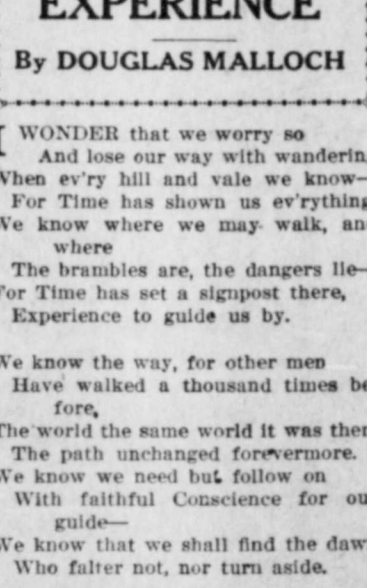 EXPERIENCE
By DOUGLAS MALLOCH
I WONDER that we worry so
And lose our way with wanderin
When ev'ry hill and vale we know—
For Time has shown us ev'rything
We know where we may walk, an
where
The brambles are, the dangers lie—
For Time has set a signpost there,
Experience to guide us by.
We know the way, for other men
Have walked a thousand times be
fore,
The world the same world it was then
The path unchanged forevermore.
We know we need but follow on
With faithful Conscience for ou
guide—
We know that we shall find the daw
Who falter not, nor turn aside.